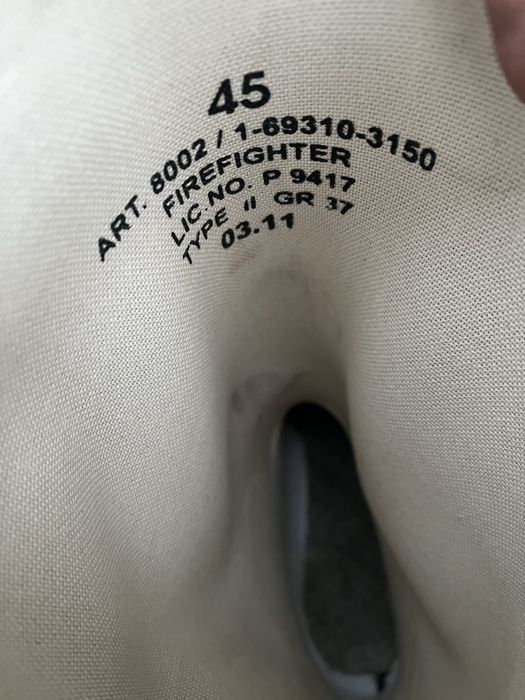 45
ART. 8002 / 1-69310-3150
FIREFIGHTER
LIC.NO. P 9417
TYPE II GR 37
03.11